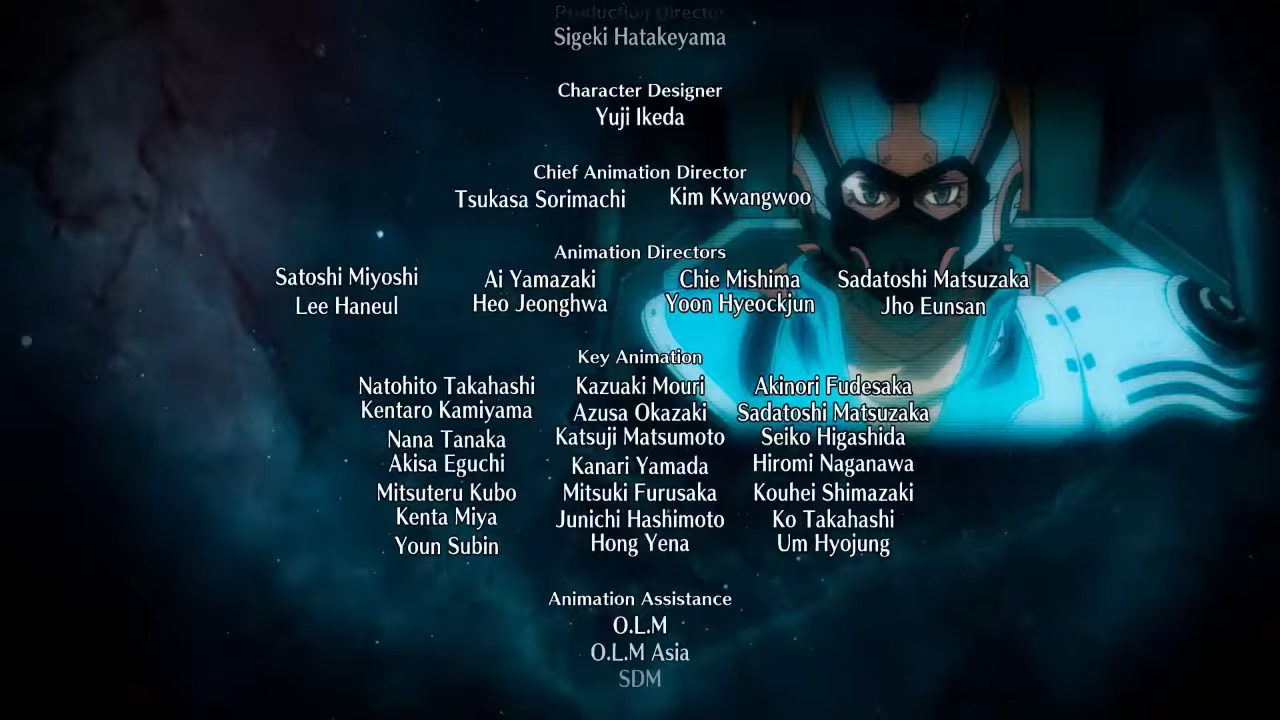 Production Director
Sigeki Hatakeyama
Character Designer
Yuji Ikeda
Chief Animation Director
Tsukasa Sorimachi Kim Kwangwoo
Animation Directors
Satoshi Miyoshi Ai Yamazaki Chie Mishima Sadatoshi Matsuzaka
Lee Haneul Heo Jeonghwa Yoon Hyeockjun Jho Eunsan
Key Animation
Natohito Takahashi Kazuaki Mouri Akinori Fudesaka
Kentaro Kamiyama Azusa Okazaki Sadatoshi Matsuzaka
Nana Tanaka Katsuji Matsumoto Seiko Higashida
Akisa Eguchi Kanari Yamada Hiromi Naganawa
Mitsuteru Kubo Mitsuki Furusaka Kouhei Shimazaki
Kenta Miya Junichi Hashimoto Ko Takahashi
Youn Subin Hong Yena Um Hyojung
Animation Assistance
O.L.M
O.L.M Asia
SDM